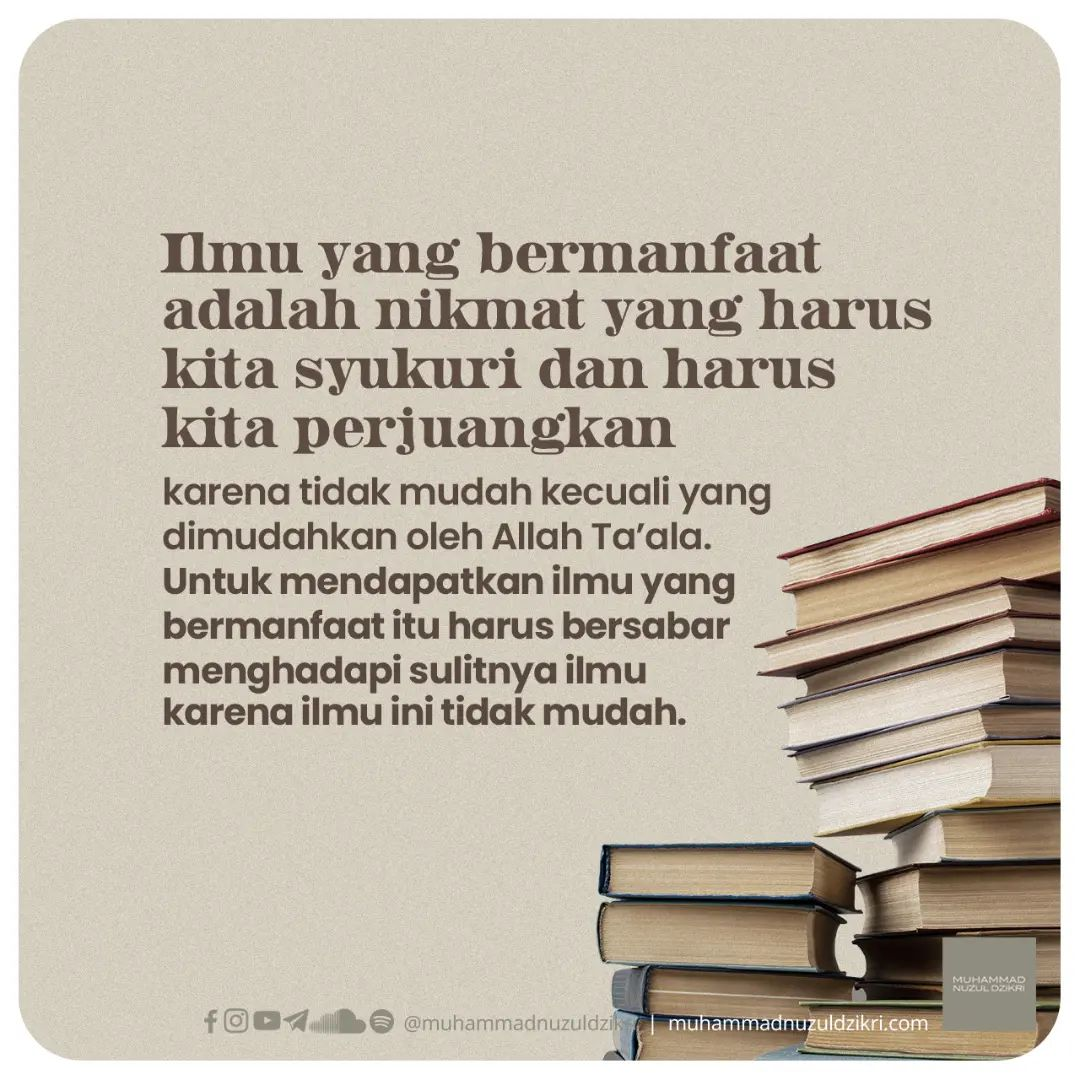 Ilmu yang bermanfaat
adalah nikmat yang harus
kita syukuri dan harus
kita perjuangkan
karena tidak mudah kecuali yang
dimudahkan oleh Allah Ta’ala.
Untuk mendapatkan ilmu yang
bermanfaat itu harus bersabar
menghadapi sulitnya ilmu
karena ilmu ini tidak mudah.
MUHAMMAD
NUZUL DZIKRI
| muhammadnuzuldzikri.com